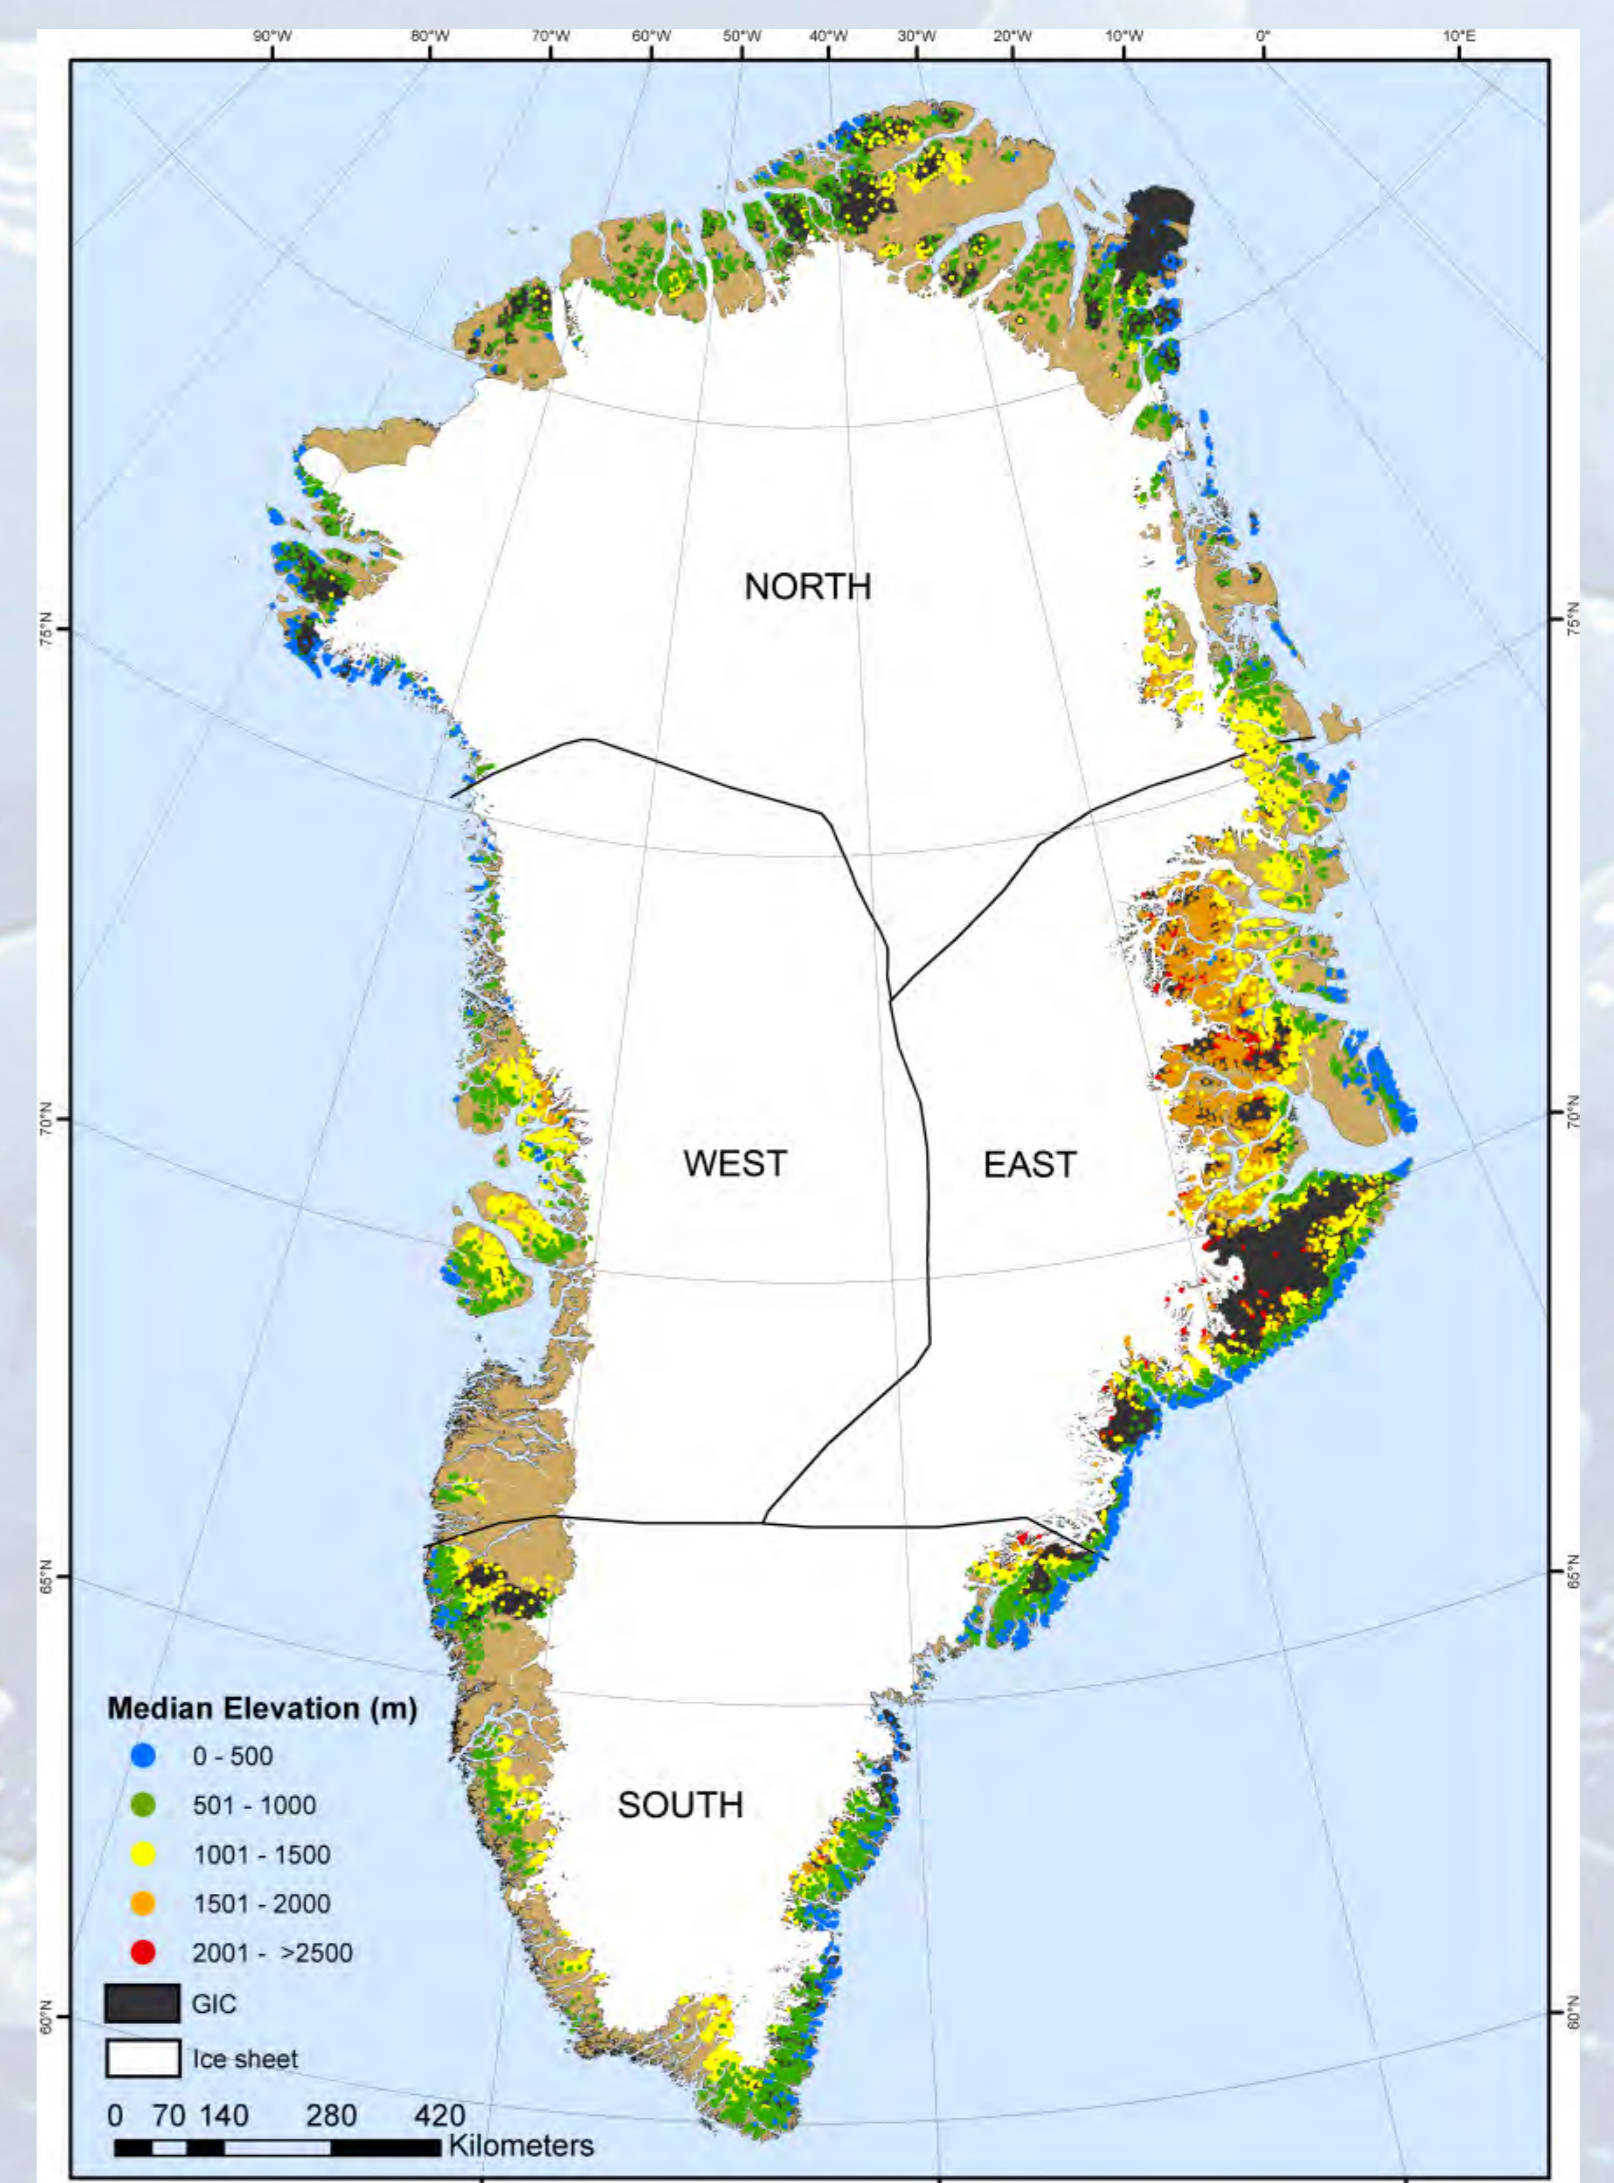 90°W 80°W 70°W 60°W 50°W 40°W 30°W 20°W 10°W 0° 10°E
75°N 75°N
70°N 70°N
65°N 65°N
60°N 60°N
NORTH
WEST EAST
SOUTH
Median Elevation (m)
0 - 500
501 - 1000
1001 - 1500
1501 - 2000
2001 - >2500
GIC
Ice sheet
0 70 140 280 420
Kilometers